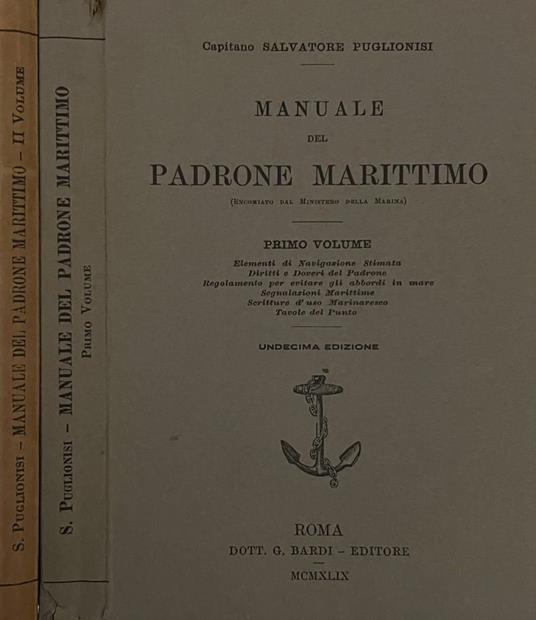 S. PUGLIONISI – MANUALE DEL PADRONE MARITTIMO – II VOLUME
S. PUGLIONISI – MANUALE DEL PADRONE MARITTIMO
PRIMO VOLUME
Capitano SALVATORE PUGLIONISI
MANUALE
DEL
PADRONE MARITTIMO
(ENCOMIATO DAL MINISTERO DELLA MARINA)
PRIMO VOLUME
Elementi di Navigazione Stimata
Diritti e Doveri del Padrone
Regolamento per evitare gli abbordi in mare
Segnalazioni Marittime
Scritture d'uso Marinaresco
Tavole del Punto
UNDECIMA EDIZIONE
ROMA
DOTT. G. BARDI – EDITORE
MCMXLIX